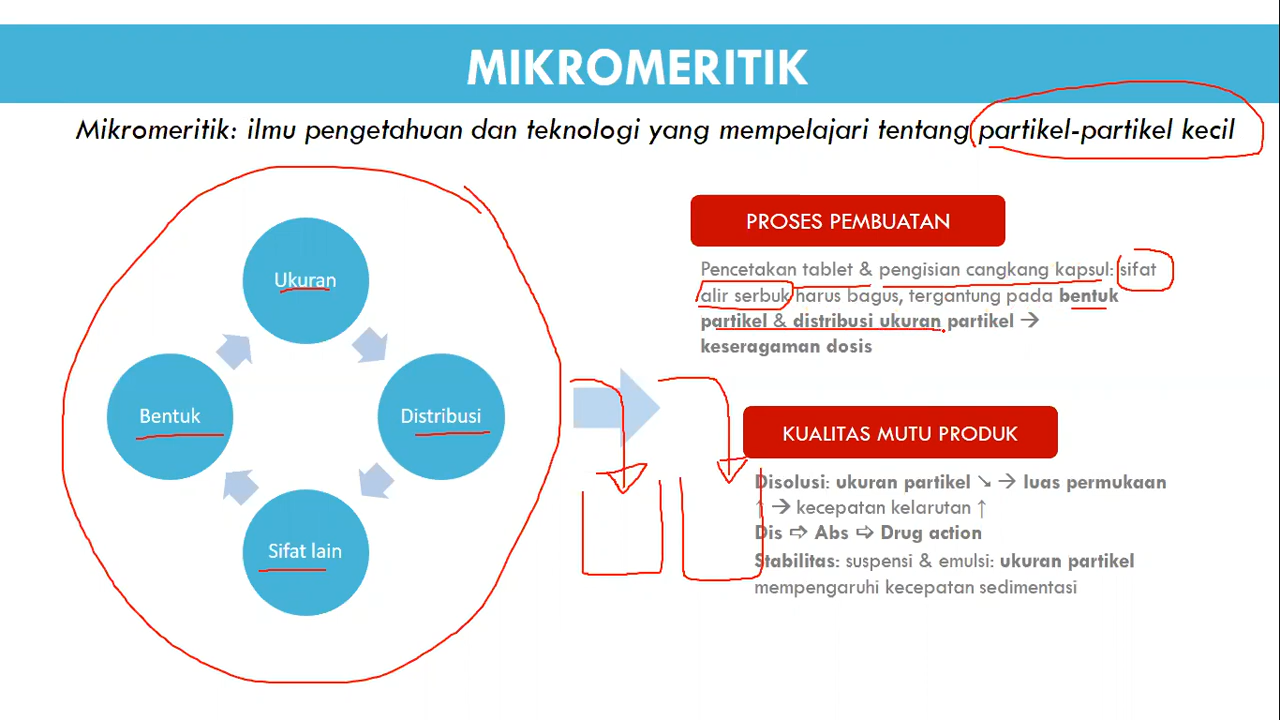 MIKROMERITIK
Mikromeritik: ilmu pengetahuan dan teknologi yang mempelajari tentang partikel-partikel kecil
Ukuran
Distribusi
Sifat lain
Bentuk
PROSES PEMBUATAN
Pencetakan tablet & pengisian cangkang kapsul: sifat
alir serbuk harus bagus, tergantung pada bentuk
partikel & distribusi ukuran partikel →
keseragaman dosis
KUALITAS MUTU PRODUK
Disolusi: ukuran partikel ↘ → luas permukaan
↑ → kecepatan kelarutan ↑
Dis ⇨ Abs ⇨ Drug action
Stabilitas: suspensi & emulsi: ukuran partikel
mempengaruhi kecepatan sedimentasi